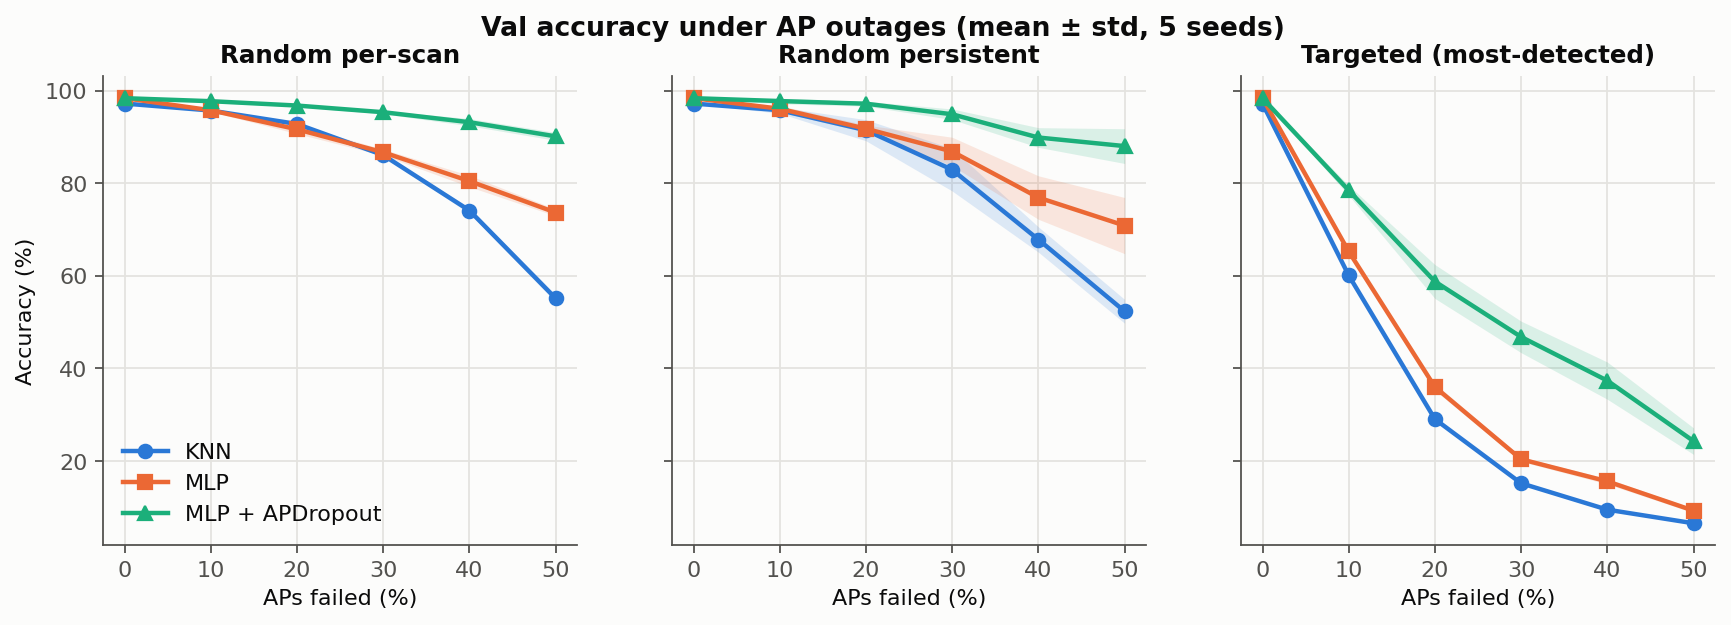 Val accuracy under AP outages (mean ± std, 5 seeds)
Random per-scan
Random persistent
Targeted (most-detected)
Accuracy (%)
100
80
60
40
20
KNN
MLP
MLP + APDropout
0 10 20 30 40 50
0 10 20 30 40 50
0 10 20 30 40 50
APs failed (%)
APs failed (%)
APs failed (%)